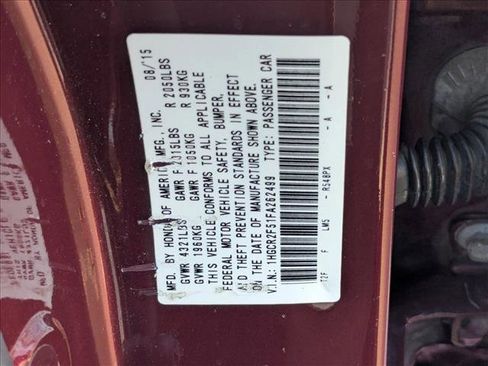 MFD. BY HONDA OF AMERICA MFG., INC. 08/15
GVWR 4321LBS GAWR F 2315LBS R 2050LBS
GVWR 1960KG GAWR F 1050KG R 930KG
THIS VEHICLE CONFORMS TO ALL APPLICABLE
FEDERAL MOTOR VEHICLE SAFETY, BUMPER,
AND THEFT PREVENTION STANDARDS IN EFFECT
ON THE DATE OF MANUFACTURE SHOWN ABOVE.
V.I.N.: 1HGCR2F51FA262499 TYPE: PASSENGER CAR
F LM5 - R548PX - A - A